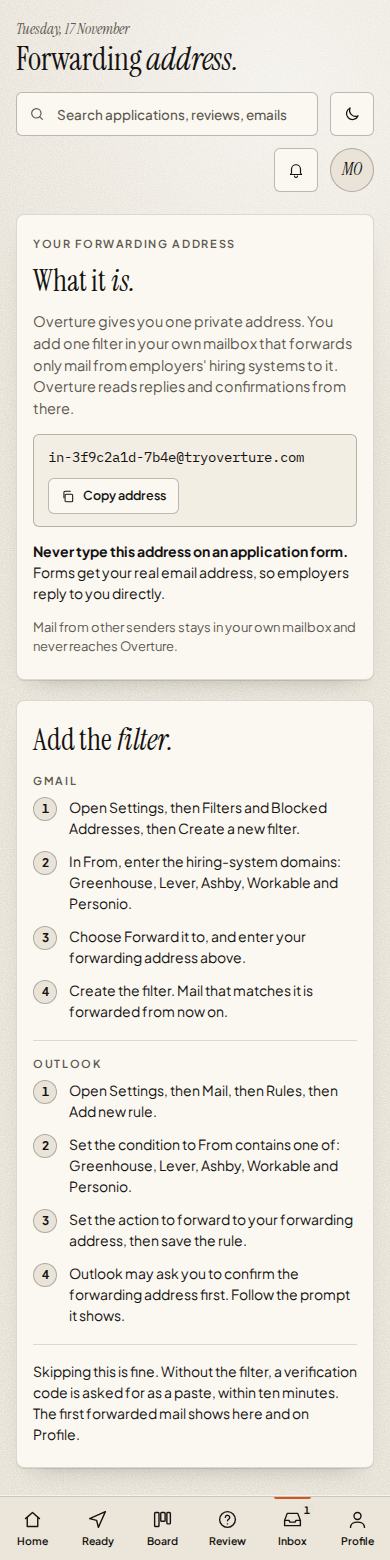 Tuesday, 17 November
Forwarding address.
Search applications, reviews, emails
MO
YOUR FORWARDING ADDRESS
What it is.
Overture gives you one private address. You
add one filter in your own mailbox that forwards
only mail from employers' hiring systems to it.
Overture reads replies and confirmations from
there.
in-3f9c2a1d-7b4e@tryoverture.com
Copy address
Never type this address on an application form.
Forms get your real email address, so employers
reply to you directly.
Mail from other senders stays in your own mailbox and
never reaches Overture.
Add the filter.
GMAIL
1 Open Settings, then Filters and Blocked
Addresses, then Create a new filter.
2 In From, enter the hiring-system domains:
Greenhouse, Lever, Ashby, Workable and
Personio.
3 Choose Forward it to, and enter your
forwarding address above.
4 Create the filter. Mail that matches it is
forwarded from now on.
OUTLOOK
1 Open Settings, then Mail, then Rules, then
Add new rule.
2 Set the condition to From contains one of:
Greenhouse, Lever, Ashby, Workable and
Personio.
3 Set the action to forward to your forwarding
address, then save the rule.
4 Outlook may ask you to confirm the
forwarding address first. Follow the prompt
it shows.
Skipping this is fine. Without the filter, a verification
code is asked for as a paste, within ten minutes.
The first forwarded mail shows here and on
Profile.
1
Home Ready Board Review Inbox Profile